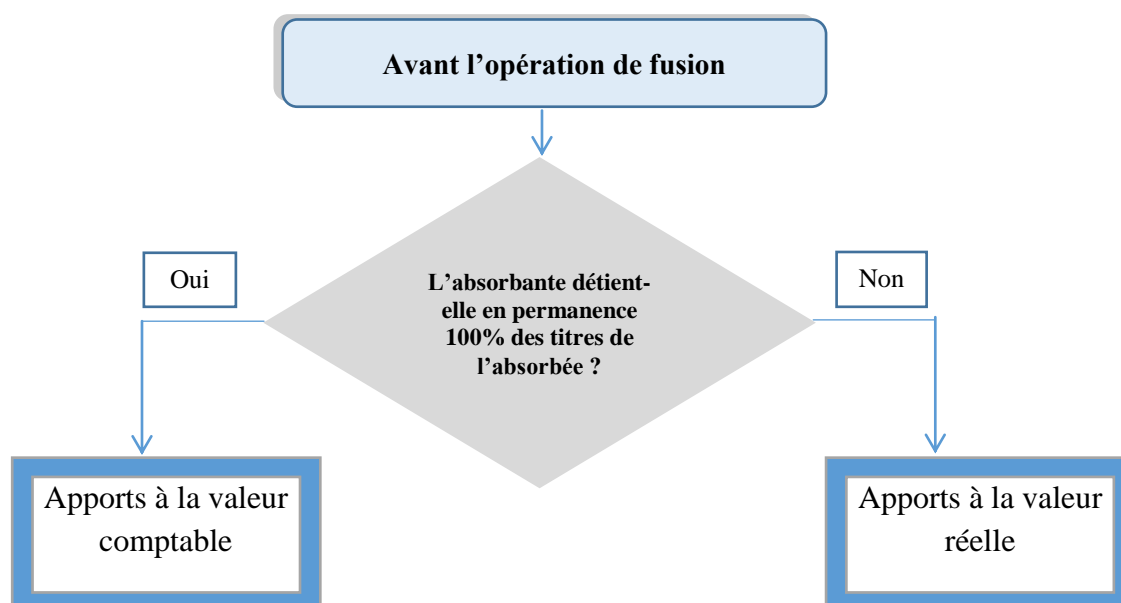 Avant l’opération de fusion
Oui
Non
L’absorbante détient-
elle en permanence
100% des titres de
l’absorbée ?
Apports à la valeur
comptable
Apports à la valeur
réelle